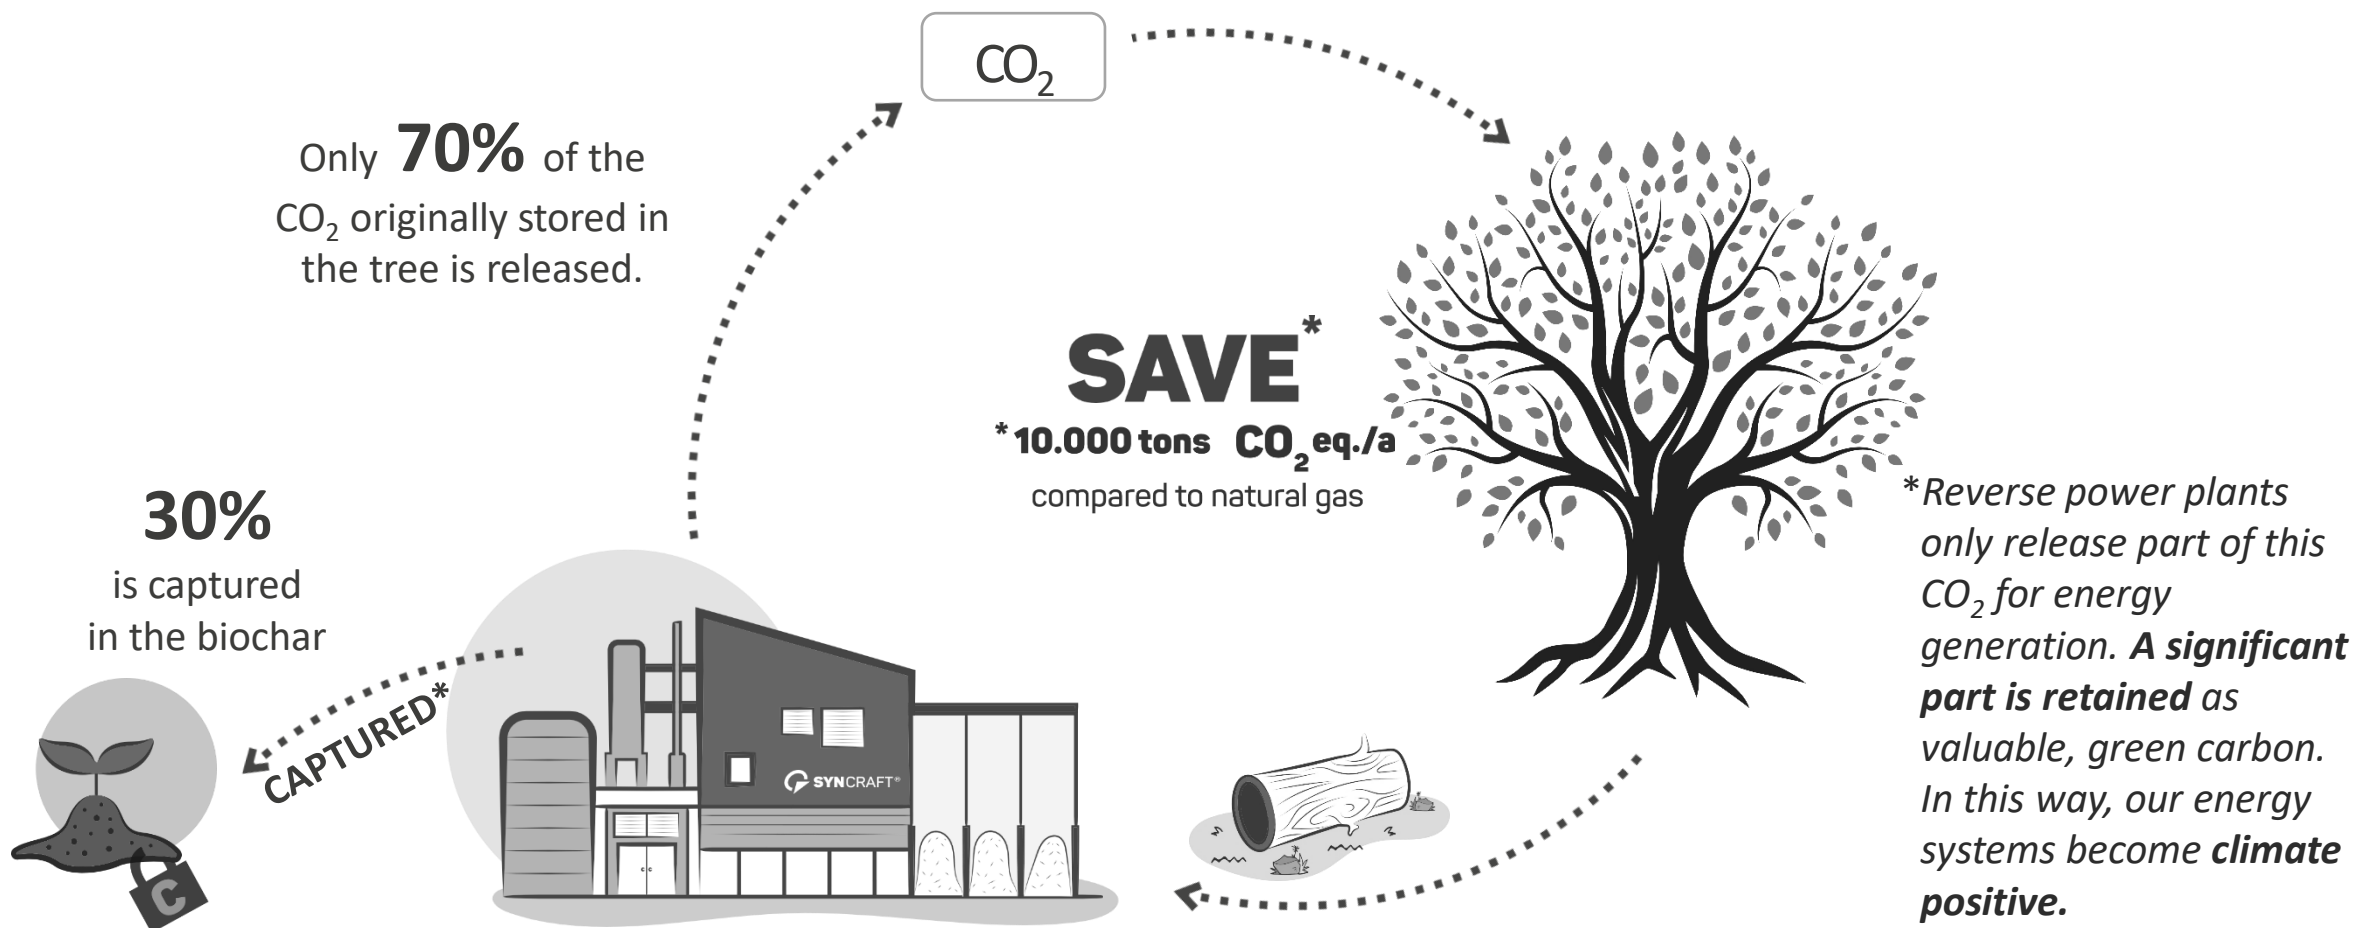 CO₂
Only 70% of the
CO₂ originally stored in
the tree is released.
SAVE*
*10.000 tons CO₂ eq./a
compared to natural gas
30%
is captured
in the biochar
CAPTURED*
SYNCRAFT®
C
*Reverse power plants
only release part of this
CO₂ for energy
generation. A significant
part is retained as
valuable, green carbon.
In this way, our energy
systems become climate
positive.